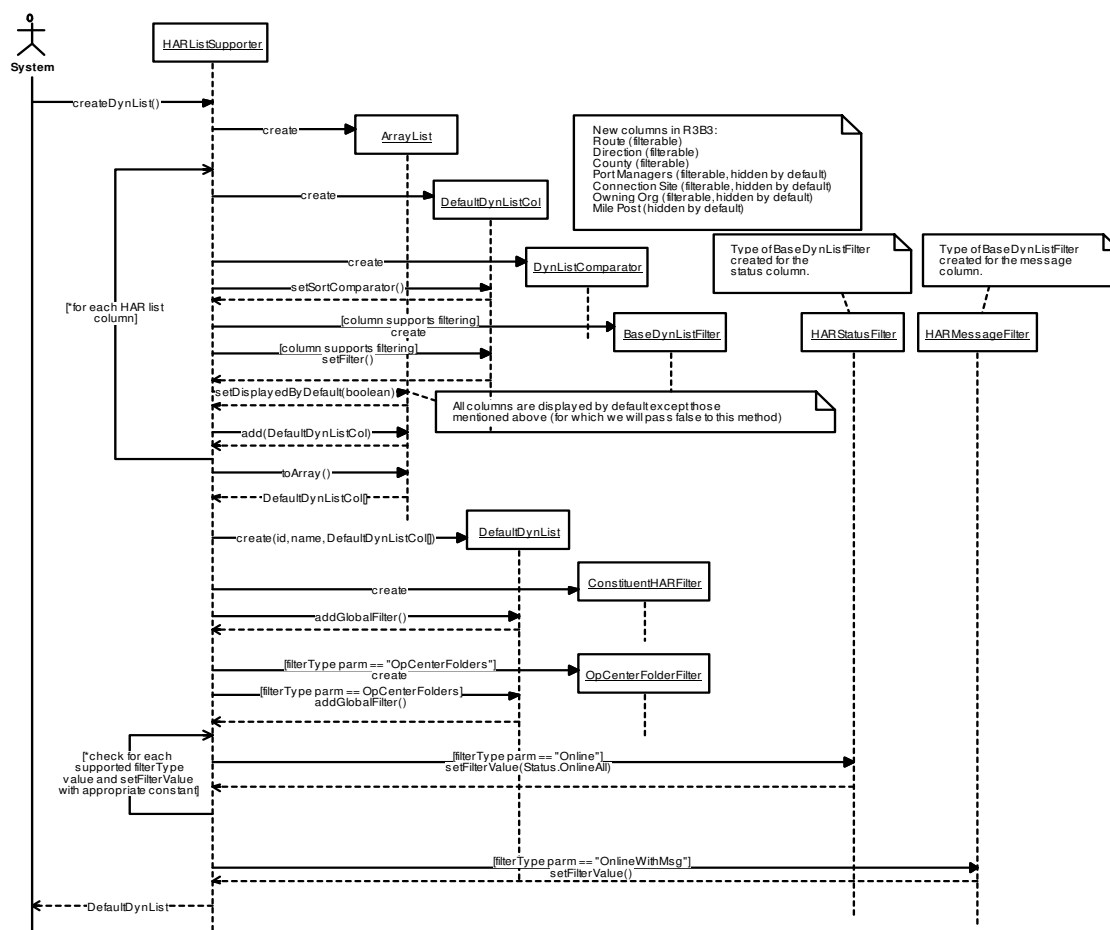 0
System
HARListSupporter
createDynList()
create
ArrayList
New columns in R3B3:
Route (filterable)
Direction (filterable)
County (filterable)
Port Managers (filterable, hidden by default)
Connection Site (filterable, hidden by default)
Owning Org (filterable, hidden by default)
Mile Post (hidden by default)
create
DefaultDynListCol
Type of BaseDynListFilter
created for the
status column.
Type of BaseDynListFilter
created for the message
column.
create
DynListComparator
setSortComparator()
[*for each HAR list
column]
[column supports filtering]
create
BaseDynListFilter
HARStatusFilter
HARMessageFilter
[column supports filtering]
setFilter()
setDisplayedByDefault(boolean)
All columns are displayed by default except those
mentioned above (for which we will pass false to this method)
add(DefaultDynListCol)
toArray()
DefaultDynListCol[]
create(id, name, DefaultDynListCol[])
DefaultDynList
create
ConstituentHARFilter
addGlobalFilter()
[filterType parm == "OpCenterFolders"]
create
OpCenterFolderFilter
[filterType parm == OpCenterFolders]
addGlobalFilter()
[*check for each
supported filterType
value and setFilterValue
with appropriate constant]
[filterType parm == "Online"]
setFilterValue(Status.OnlineAll)
[filterType parm == "OnlineWithMsg"]
setFilterValue()
DefaultDynList